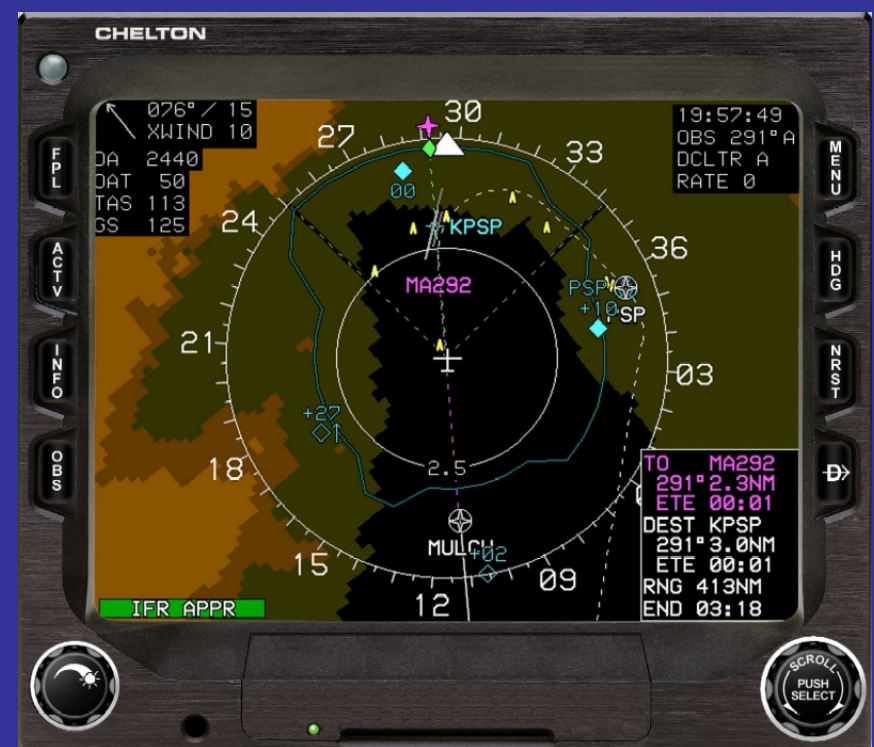 CHELTON
076°/ 15
XWIND 10
DA 2440
OAT 50
TAS 113
GS 125
19:57:49
OBS 291°A
DCLTR A
RATE 0
FPL
ACTV
INFO
OBS
MENU
HDG
NRST
D
30
33
36
03
09
12
15
18
21
24
27
00
KPSP
MA292
PSP
+10
PSP
+27
2.5
MULCH
+02
TO MA292
291°2.3NM
ETE 00:01
DEST KPSP
291°3.0NM
ETE 00:01
RNG 413NM
END 03:18
IFR APPR
SCROLL
PUSH
SELECT